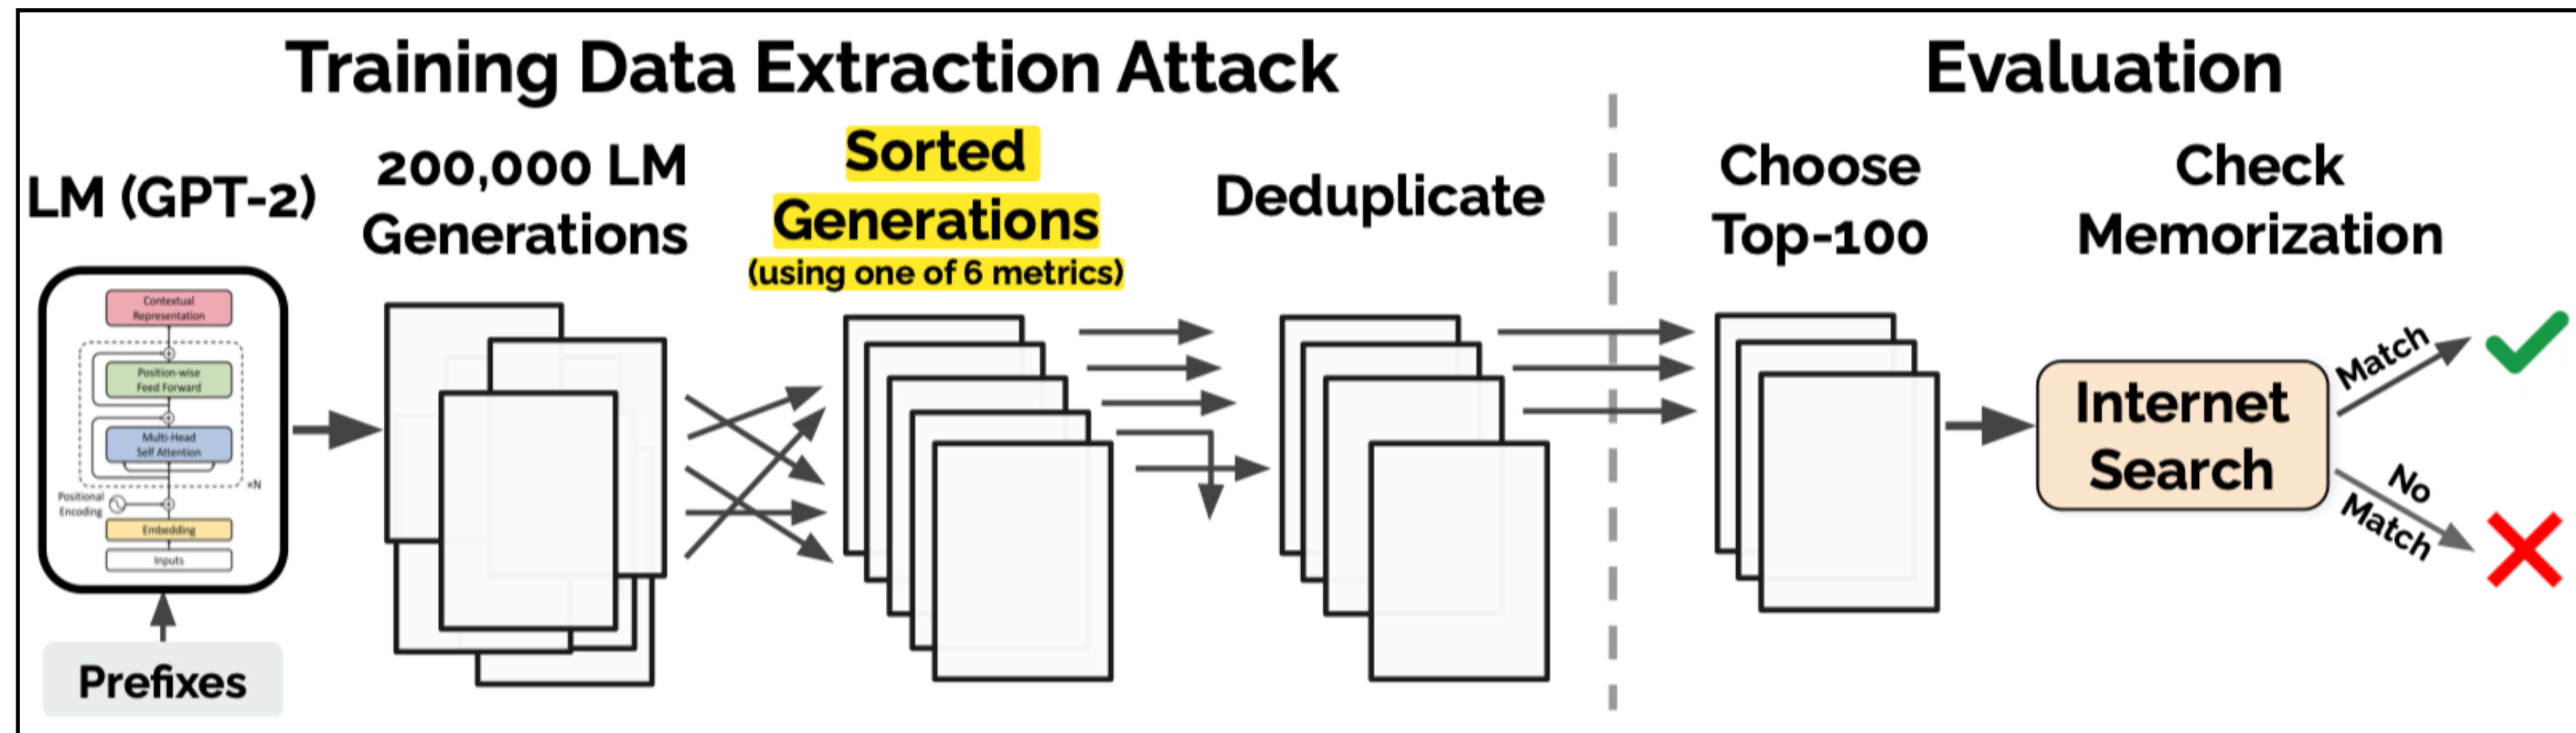 Training Data Extraction Attack
Evaluation
LM (GPT-2)
200,000 LM
Generations
Sorted
Generations
(using one of 6 metrics)
Deduplicate
Choose
Top-100
Check
Memorization
Contextual
Representation
Position-wise
Feed Forward
Multi-Head
Self Attention
×N
Positional
Encoding
Embedding
Inputs
Prefixes
Internet
Search
Match
No
Match